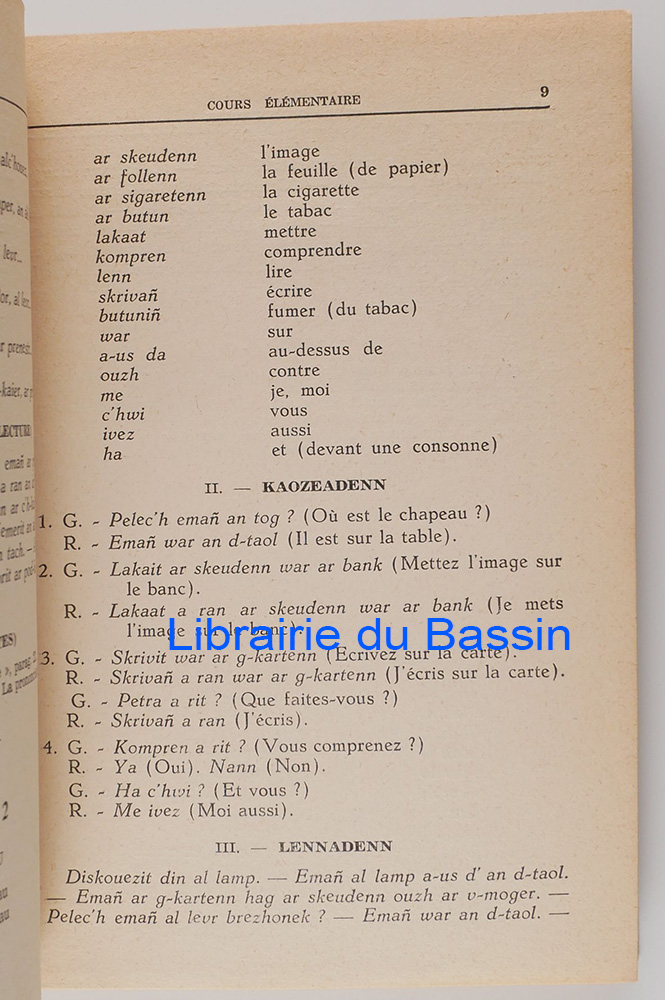 COURS ÉLÉMENTAIRE 9
ar skeudenn l'image
ar follenn la feuille (de papier)
ar sigaretenn la cigarette
ar butun le tabac
lakaat mettre
kompren comprendre
lenn lire
skrivañ écrire
butuniñ fumer (du tabac)
war sur
a-us da au-dessus de
ouzh contre
me je, moi
c'hwi vous
ivez aussi
ha et (devant une consonne)
II. — KAOZEADENN
1. G. - Pelec'h emañ an tog ? (Où est le chapeau ?)
R. - Emañ war an d-taol (Il est sur la table).
2. G. - Lakait ar skeudenn war ar bank (Mettez l'image sur
le banc).
R. - Lakaat a ran ar skeudenn war ar bank (Je mets
l'image sur le banc).
Librairie du Bassin
3. G. - Skrivit war ar g-kartenn (Ecrivez sur la carte).
R. - Skrivañ a ran war ar g-kartenn (J'écris sur la carte).
G. - Petra a rit ? (Que faites-vous ?)
R. - Skrivañ a ran (J'écris).
4. G. - Kompren a rit ? (Vous comprenez ?)
R. - Ya (Oui). Nann (Non).
G. - Ha c'hwi ? (Et vous ?)
R. - Me ivez (Moi aussi).
III. — LENNADENN
Diskouezit din al lamp. — Emañ al lamp a-us d' an d-taol.
— Emañ ar g-kartenn hag ar skeudenn ouzh ar v-moger. —
Pelec'h emañ al levr brezhonek ? — Emañ war an d-taol. —